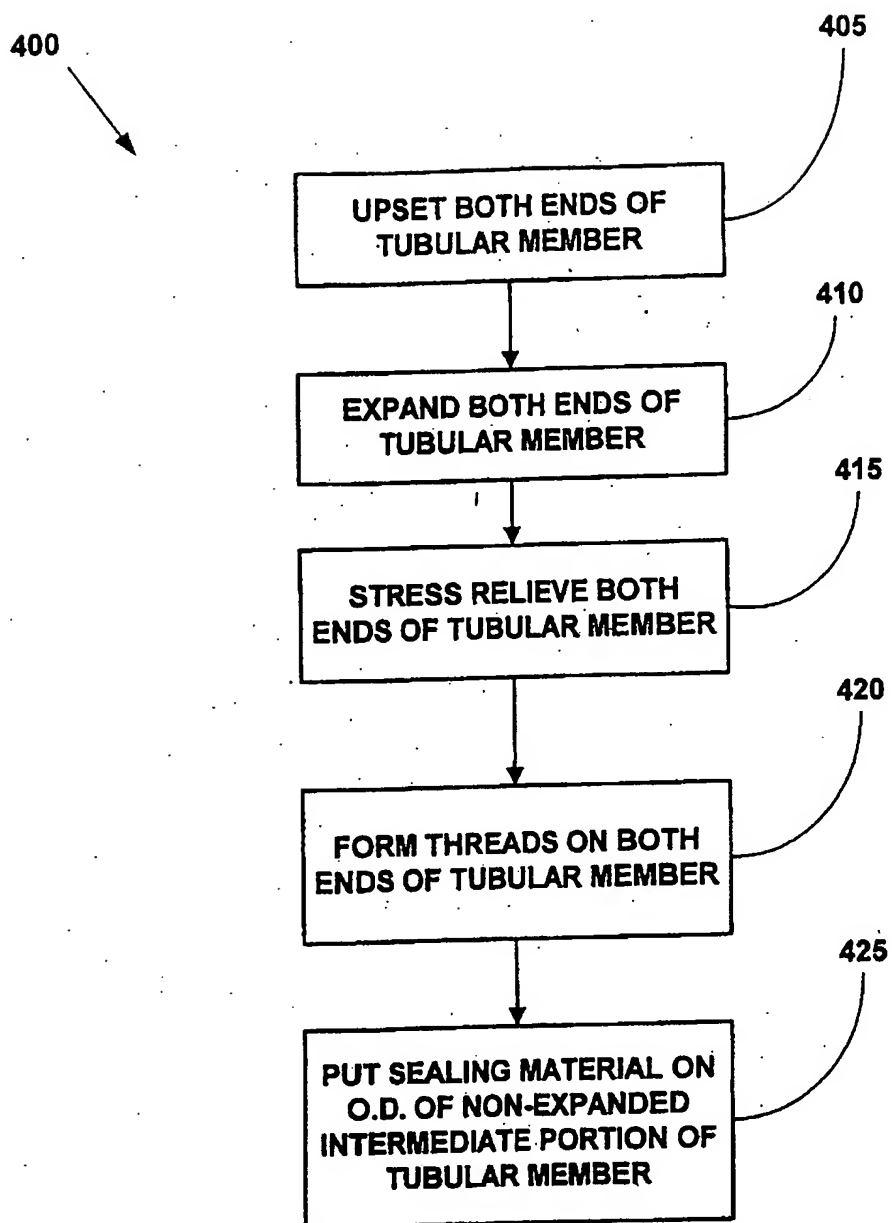 400
405
UPSET BOTH ENDS OF
TUBULAR MEMBER
410
EXPAND BOTH ENDS OF
TUBULAR MEMBER
415
STRESS RELIEVE BOTH
ENDS OF TUBULAR MEMBER
420
FORM THREADS ON BOTH
ENDS OF TUBULAR MEMBER
425
PUT SEALING MATERIAL ON
O.D. OF NON-EXPANDED
INTERMEDIATE PORTION OF
TUBULAR MEMBER